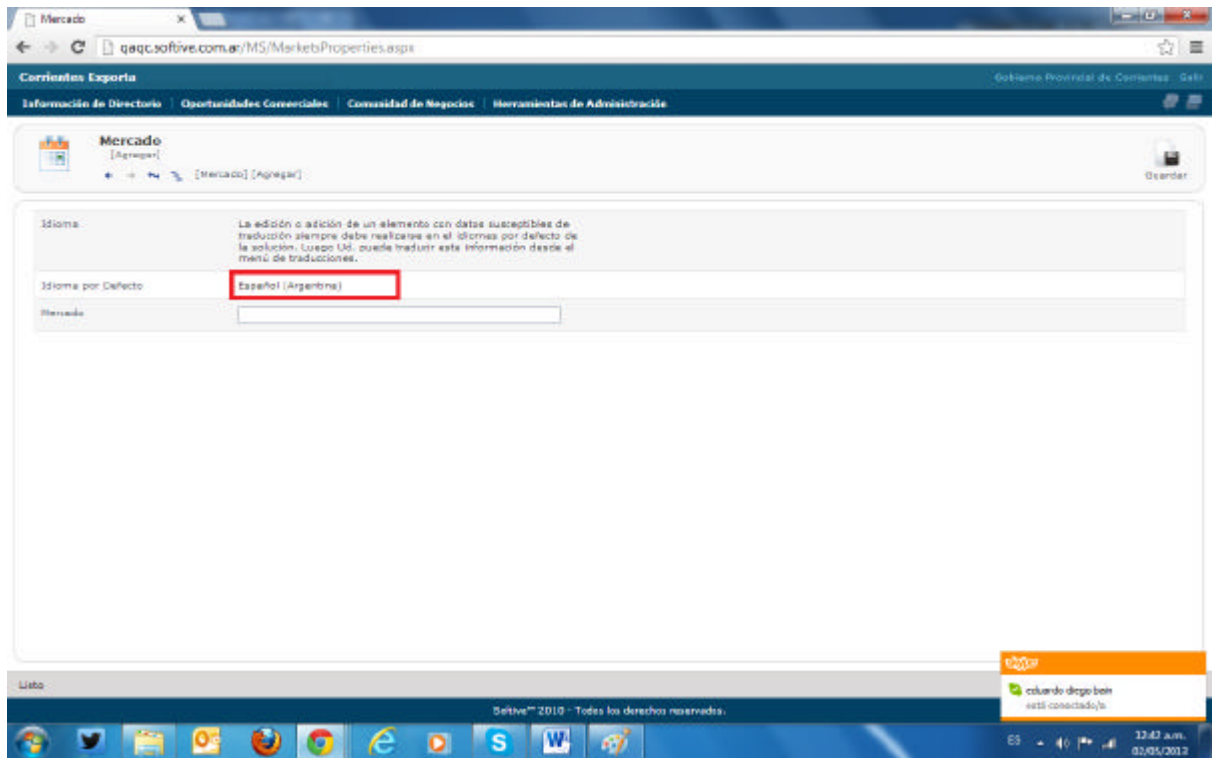 Mercado
qaqc.softive.com.ar/MS/MarketsProperties.aspx
Corrientes Exporta
Gobierno Provincial de Corrientes Salir
Información de Directorio | Oportunidades Comerciales | Comunidad de Negocios | Herramientas de Administración
Mercado
[Agregar]
[Mercado] [Agregar]
Guardar
Idioma
La edición o adición de un elemento con datos susceptibles de
traducción siempre debe realizarse en el idiomas por defecto de
la solución. Luego Ud. puede traducir esta información desde el
menú de traducciones.
Idioma por Defecto
Español (Argentina)
Mercado
Listo
skype
eduardo diego bain
está conectado/a
Softive™ 2010 - Todos los derechos reservados.
ES
12:42 a.m.
02/05/2013